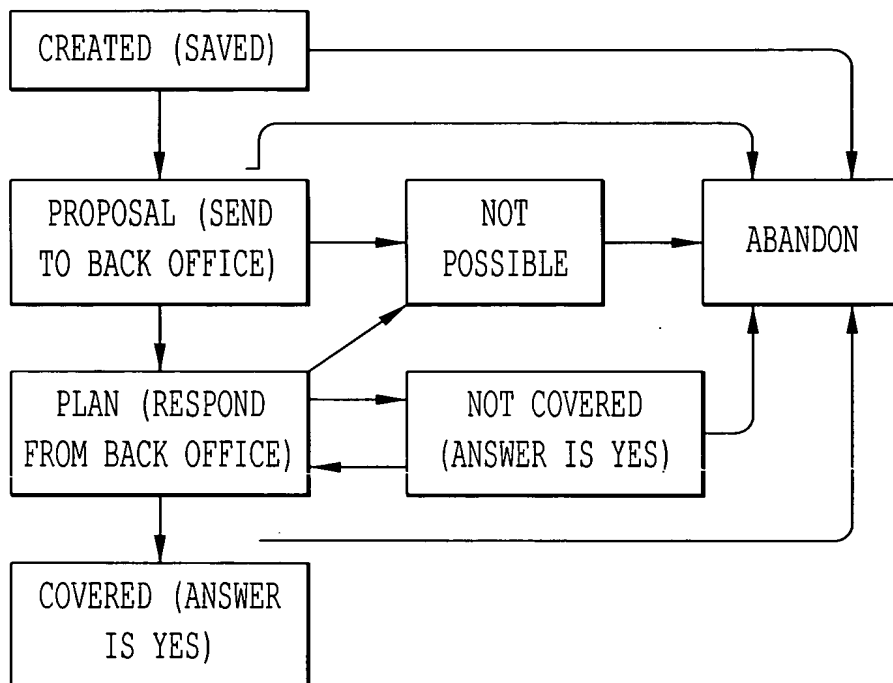 CREATED (SAVED)
PROPOSAL (SEND
TO BACK OFFICE)
NOT
POSSIBLE
ABANDON
PLAN (RESPOND
FROM BACK OFFICE)
NOT COVERED
(ANSWER IS YES)
COVERED (ANSWER
IS YES)